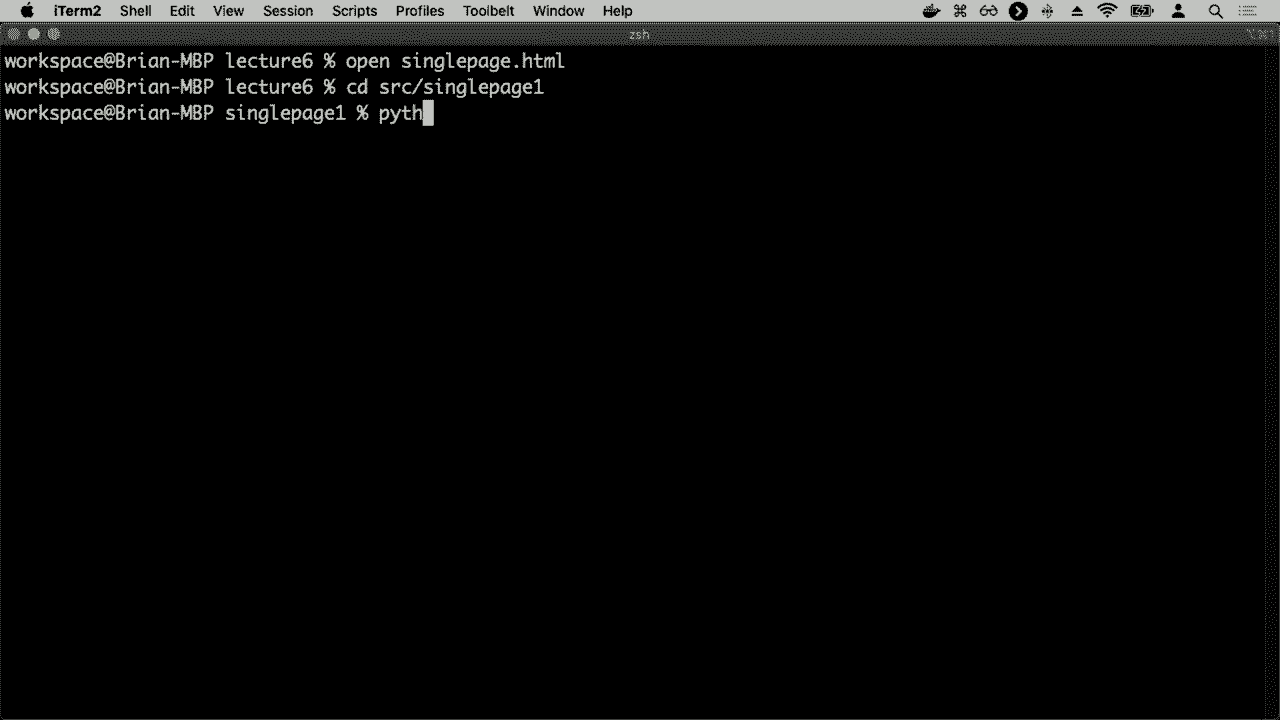 iTerm2 Shell Edit View Session Scripts Profiles Toolbelt Window Help
zsh
workspace@Brian-MBP lecture6 % open singlepage.html
workspace@Brian-MBP lecture6 % cd src/singlepage1
workspace@Brian-MBP singlepage1 % pyth